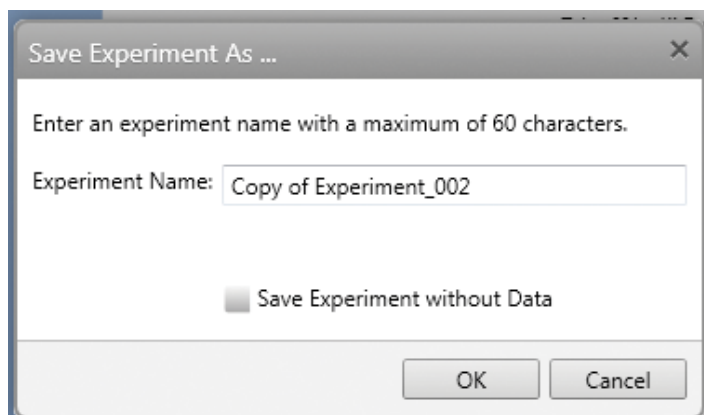 Save Experiment As ...
Enter an experiment name with a maximum of 60 characters.
Experiment Name: Copy of Experiment_002
Save Experiment without Data
OK Cancel